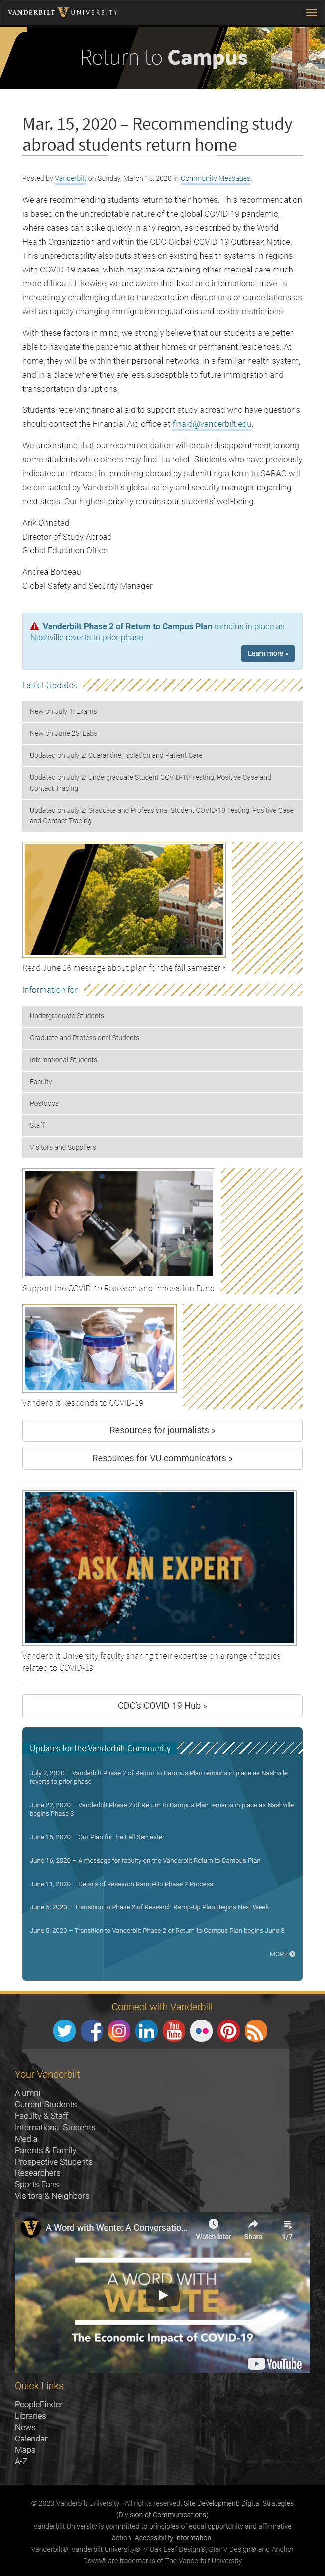 VANDERBILT V UNIVERSITY
Return to Campus
Mar. 15, 2020 – Recommending study
abroad students return home
Posted by Vanderbilt on Sunday, March 15, 2020 in Community Messages.
We are recommending students return to their homes. This recommendation
is based on the unpredictable nature of the global COVID-19 pandemic,
where cases can spike quickly in any region, as described by the World
Health Organization and within the CDC Global COVID-19 Outbreak Notice.
This unpredictability also puts stress on existing health systems in regions
with COVID-19 cases, which may make obtaining other medical care much
more difficult. Likewise, we are aware that local and international travel is
increasingly challenging due to transportation disruptions or cancellations as
well as rapidly changing immigration regulations and border restrictions.
With these factors in mind, we strongly believe that our students are better
able to navigate the pandemic at their homes or permanent residences. At
home, they will be within their personal networks, in a familiar health system,
and in a place where they are less susceptible to future immigration and
transportation disruptions.
Students receiving financial aid to support study abroad who have questions
should contact the Financial Aid office at finaid@vanderbilt.edu.
We understand that our recommendation will create disappointment among
some students while others may find it a relief. Students who have previously
indicated an interest in remaining abroad by submitting a form to SARAC will
be contacted by Vanderbilt's global safety and security manager regarding
next steps. Our highest priority remains our students' well-being.
Arik Ohnstad
Director of Study Abroad
Global Education Office
Andrea Bordeau
Global Safety and Security Manager
Vanderbilt Phase 2 of Return to Campus Plan remains in place as
Nashville reverts to prior phase.
Learn more »
Latest Updates
New on July 1: Exams
New on June 25: Labs
Updated on July 2: Quarantine, Isolation and Patient Care
Updated on July 2: Undergraduate Student COVID-19 Testing, Positive Case and
Contact Tracing
Updated on July 2: Graduate and Professional Student COVID-19 Testing, Positive Case
and Contact Tracing
Read June 16 message about plan for the fall semester »
Information for
Undergraduate Students
Graduate and Professional Students
International Students
Faculty
Postdocs
Staff
Visitors and Suppliers
Support the COVID-19 Research and Innovation Fund
Vanderbilt Responds to COVID-19
Resources for journalists »
Resources for VU communicators »
ASK AN EXPERT
Vanderbilt University faculty sharing their expertise on a range of topics
related to COVID-19
CDC's COVID-19 Hub »
Updates for the Vanderbilt Community
July 2, 2020 – Vanderbilt Phase 2 of Return to Campus Plan remains in place as Nashville
reverts to prior phase
June 22, 2020 – Vanderbilt Phase 2 of Return to Campus Plan remains in place as Nashville
begins Phase 3
June 16, 2020 – Our Plan for the Fall Semester
June 16, 2020 – A message for faculty on the Vanderbilt Return to Campus Plan
June 11, 2020 – Details of Research Ramp-Up Phase 2 Process
June 5, 2020 – Transition to Phase 2 of Research Ramp-Up Plan Begins Next Week
June 5, 2020 – Transition to Vanderbilt Phase 2 of Return to Campus Plan begins June 8
MORE
Connect with Vanderbilt
You Tube
Your Vanderbilt
Alumni
Current Students
Faculty & Staff
International Students
Media
Parents & Family
Prospective Students
Researchers
Sports Fans
Visitors & Neighbors
A Word with Wente: A Conversatio...
Watch later
Share
1/7
A WORD WITH
WENTE
The Economic Impact of COVID-19
YouTube
Quick Links
PeopleFinder
Libraries
News
Calendar
Maps
A-Z
© 2020 Vanderbilt University · All rights reserved. Site Development: Digital Strategies
(Division of Communications)
Vanderbilt University is committed to principles of equal opportunity and affirmative
action. Accessibility information.
Vanderbilt®, Vanderbilt University®, V Oak Leaf Design®, Star V Design® and Anchor
Down® are trademarks of The Vanderbilt University